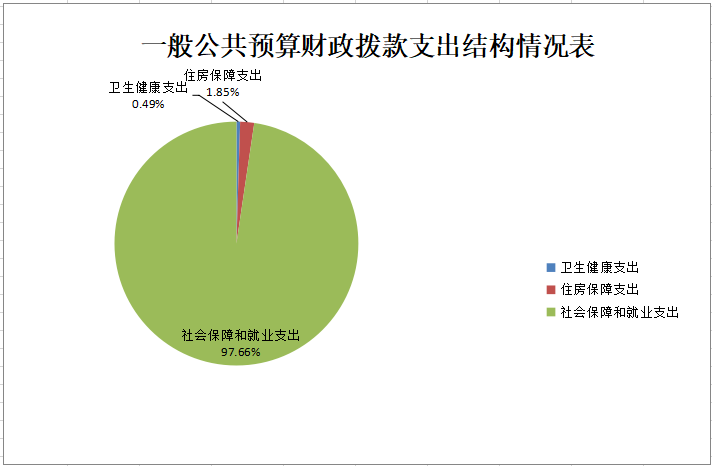 一般公共预算财政拨款支出结构情况表
住房保障支出
1.85%
卫生健康支出
0.49%
社会保障和就业支出
97.66%
卫生健康支出
住房保障支出
社会保障和就业支出